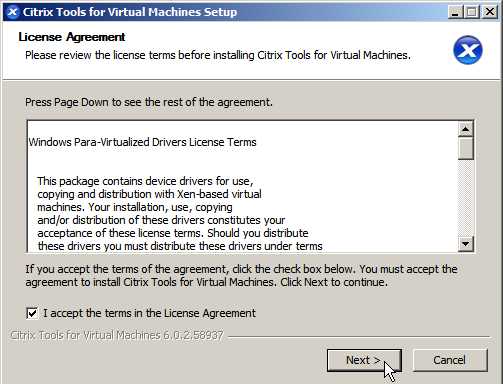 Citrix Tools for Virtual Machines Setup
License Agreement
Please review the license terms before installing Citrix Tools for Virtual Machines.
Press Page Down to see the rest of the agreement.
Windows Para-Virtualized Drivers License Terms
This package contains device drivers for use,
copying and distribution with Xen-based virtual
machines. Your installation, use, copying
and/or distribution of these drivers constitutes your
acceptance of these license terms. Should you distribute
these drivers you must distribute these drivers under terms
If you accept the terms of the agreement, click the check box below. You must accept the
agreement to install Citrix Tools for Virtual Machines. Click Next to continue.
I accept the terms in the License Agreement
Citrix Tools for Virtual Machines 6.0.2.58937
Next >
Cancel